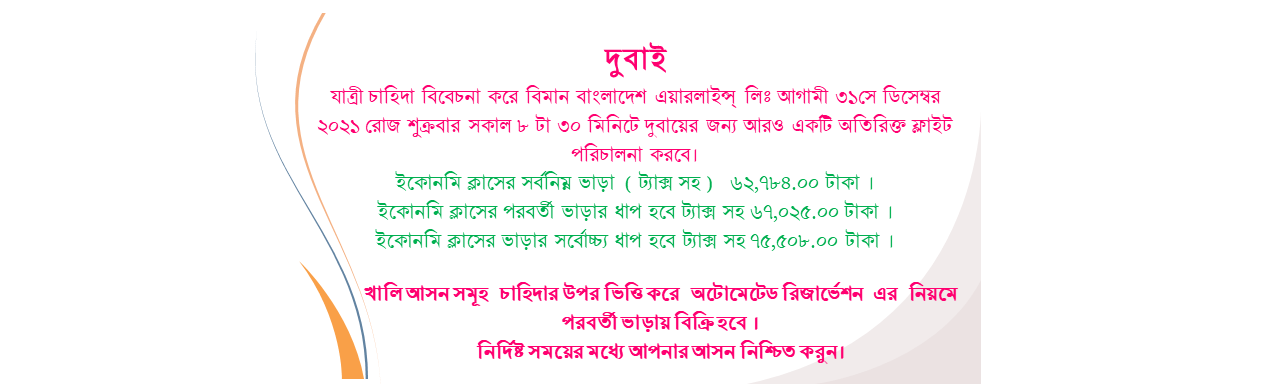 দুবাই
যাত্রী চাহিদা বিবেচনা করে বিমান বাংলাদেশ এয়ারলাইন্স্ লিঃ আগামী ৩১সে ডিসেম্বর
২০২১ রোজ শুক্রবার সকাল ৮ টা ৩০ মিনিটে দুবায়ের জন্য আরও একটি অতিরিক্ত ফ্লাইট
পরিচালনা করবে।
ইকোনমি ক্লাসের সর্বনিম্ন ভাড়া ( ট্যাক্স সহ ) ৬২,৭৮৪.০০ টাকা ।
ইকোনমি ক্লাসের পরবর্তী ভাড়ার ধাপ হবে ট্যাক্স সহ ৬৭,০২৫.০০ টাকা ।
ইকোনমি ক্লাসের ভাড়ার সর্বোচ্চ্য ধাপ হবে ট্যাক্স সহ ৭৫,৫০৮.০০ টাকা ।
খালি আসন সমূহ চাহিদার উপর ভিত্তি করে অটোমেটেড রিজার্ভেশন এর নিয়মে
পরবর্তী ভাড়ায় বিক্রি হবে ।
নির্দিষ্ট সময়ের মধ্যে আপনার আসন নিশ্চিত করুন।